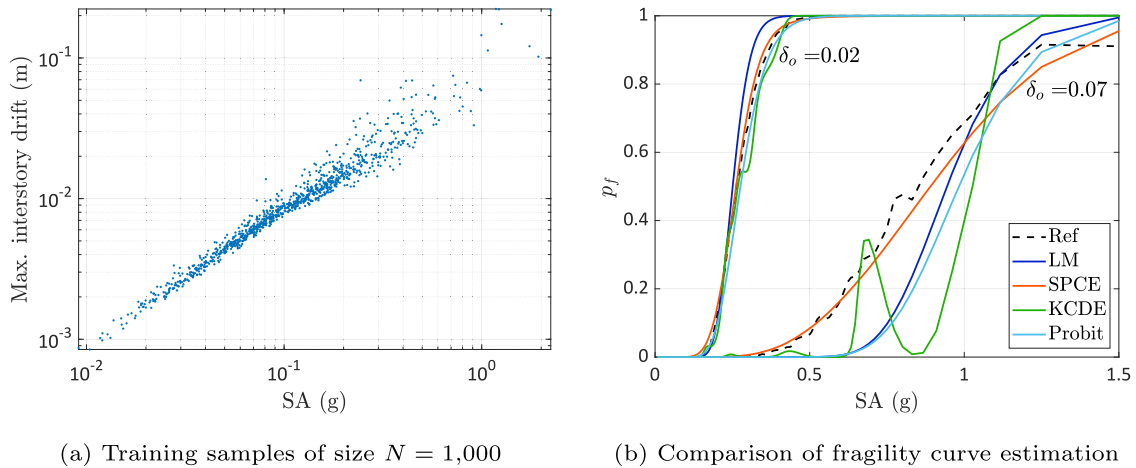 Max. interstory drift (m)
10⁻¹
10⁻²
10⁻³
10⁻² 10⁻¹ 10⁰
SA (g)
(a) Training samples of size N = 1,000
p_f
1
0.8
0.6
0.4
0.2
0
0 0.5 1 1.5
SA (g)
δ_o = 0.02
δ_o = 0.07
Ref
LM
SPCE
KCDE
Probit
(b) Comparison of fragility curve estimation